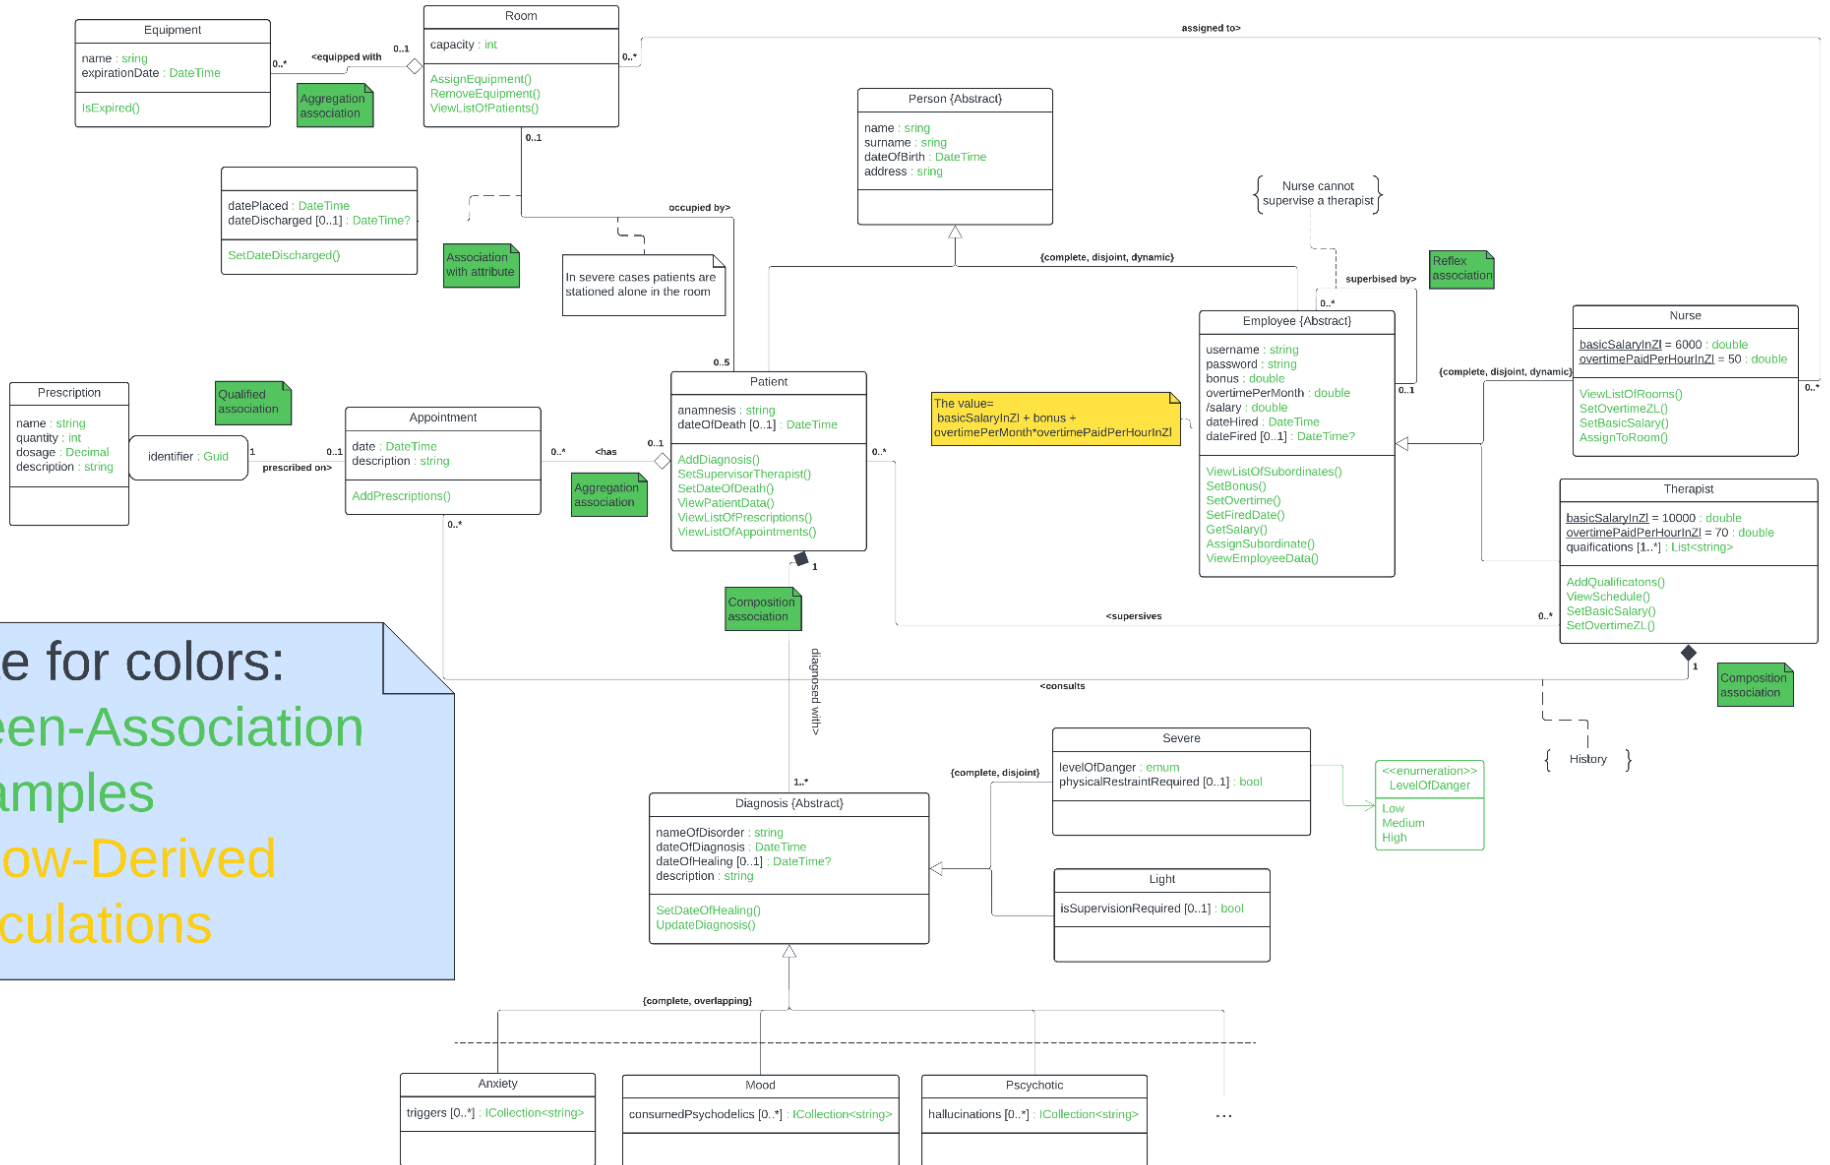 Equipment
name : sring
expirationDate : DateTime
IsExpired()
0..*
<equipped with
0..1
Aggregation
association
Room
capacity : int
AssignEquipment()
RemoveEquipment()
ViewListOfPatients()
0..*
assigned to>
0..1
datePlaced : DateTime
dateDischarged [0..1] : DateTime?
SetDateDischarged()
Association
with attribute
occupied by>
In severe cases patients are
stationed alone in the room
0..5
Person {Abstract}
name : sring
surname : sring
dateOfBirth : DateTime
address : sring
{complete, disjoint, dynamic}
Nurse cannot
supervise a therapist
superbised by>
0..*
0..1
Reflex
association
Employee {Abstract}
username : string
password : string
bonus : double
overtimePerMonth : double
/salary : double
dateHired : DateTime
dateFired [0..1] : DateTime?
ViewListOfSubordinates()
SetBonus()
SetOvertime()
SetFiredDate()
GetSalary()
AssignSubordinate()
ViewEmployeeData()
The value=
basicSalaryInZl + bonus +
overtimePerMonth*overtimePaidPerHourInZl
{complete, disjoint, dynamic}
Nurse
basicSalaryInZl = 6000 : double
overtimePaidPerHourInZl = 50 : double
ViewListOfRooms()
SetOvertimeZL()
SetBasicSalary()
AssignToRoom()
0..*
Therapist
basicSalaryInZl = 10000 : double
overtimePaidPerHourInZl = 70 : double
quaifications [1..*] : List<string>
AddQualificatons()
ViewSchedule()
SetBasicSalary()
SetOvertimeZL()
1
Composition
association
Prescription
name : string
quantity : int
dosage : Decimal
description : string
identifier : Guid
Qualified
association
1
prescribed on>
0..1
Appointment
date : DateTime
description : string
AddPrescriptions()
0..*
0..*
<has
0..1
Aggregation
association
Patient
anamnesis : string
dateOfDeath [0..1] : DateTime
AddDiagnosis()
SetSupervisorTherapist()
SetDateOfDeath()
ViewPatientData()
ViewListOfPrescriptions()
ViewListOfAppointments()
0..*
<supersives
0..*
1
Composition
association
diagnosed with>
1..*
<consults
History
e for colors:
een-Association
amples
ow-Derived
culations
Diagnosis {Abstract}
nameOfDisorder : string
dateOfDiagnosis : DateTime
dateOfHealing [0..1] : DateTime?
description : string
SetDateOfHealing()
UpdateDiagnosis()
{complete, disjoint}
Severe
levelOfDanger : emum
physicalRestraintRequired [0..1] : bool
<<enumeration>>
LevelOfDanger
Low
Medium
High
Light
isSupervisionRequired [0..1] : bool
{complete, overlapping}
Anxiety
triggers [0..*] : ICollection<string>
Mood
consumedPsychodelics [0..*] : ICollection<string>
Pscychotic
hallucinations [0..*] : ICollection<string>
...